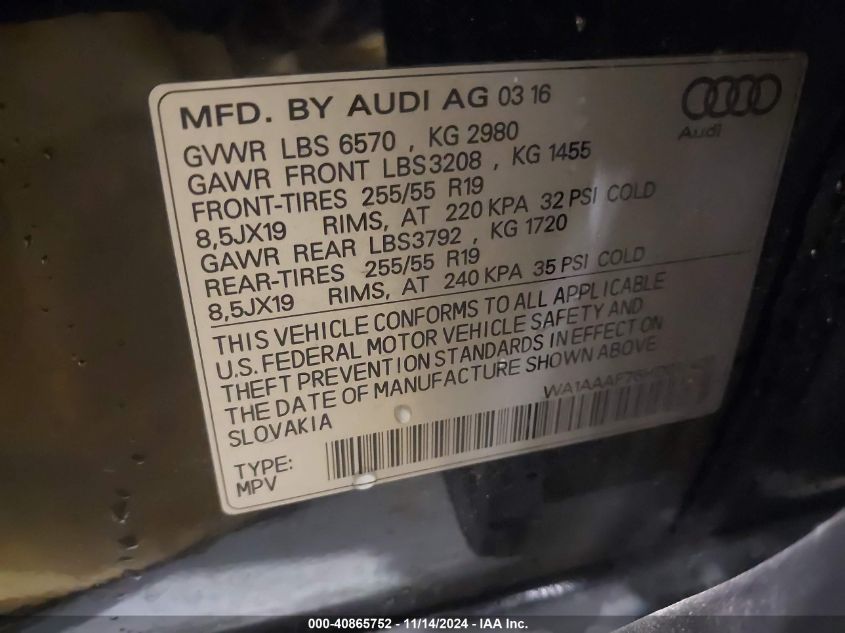 MFD. BY AUDI AG 03 16
Audi
GVWR LBS 6570 , KG 2980
GAWR FRONT LBS3208 , KG 1455
FRONT-TIRES 255/55 R19
8,5JX19 RIMS, AT 220 KPA 32 PSI COLD
GAWR REAR LBS3792 , KG 1720
REAR-TIRES 255/55 R19
8,5JX19 RIMS, AT 240 KPA 35 PSI COLD
THIS VEHICLE CONFORMS TO ALL APPLICABLE
U.S. FEDERAL MOTOR VEHICLE SAFETY AND
THEFT PREVENTION STANDARDS IN EFFECT ON
THE DATE OF MANUFACTURE SHOWN ABOVE
SLOVAKIA
TYPE:
MPV
000-40865752 - 11/14/2024 - IAA Inc.